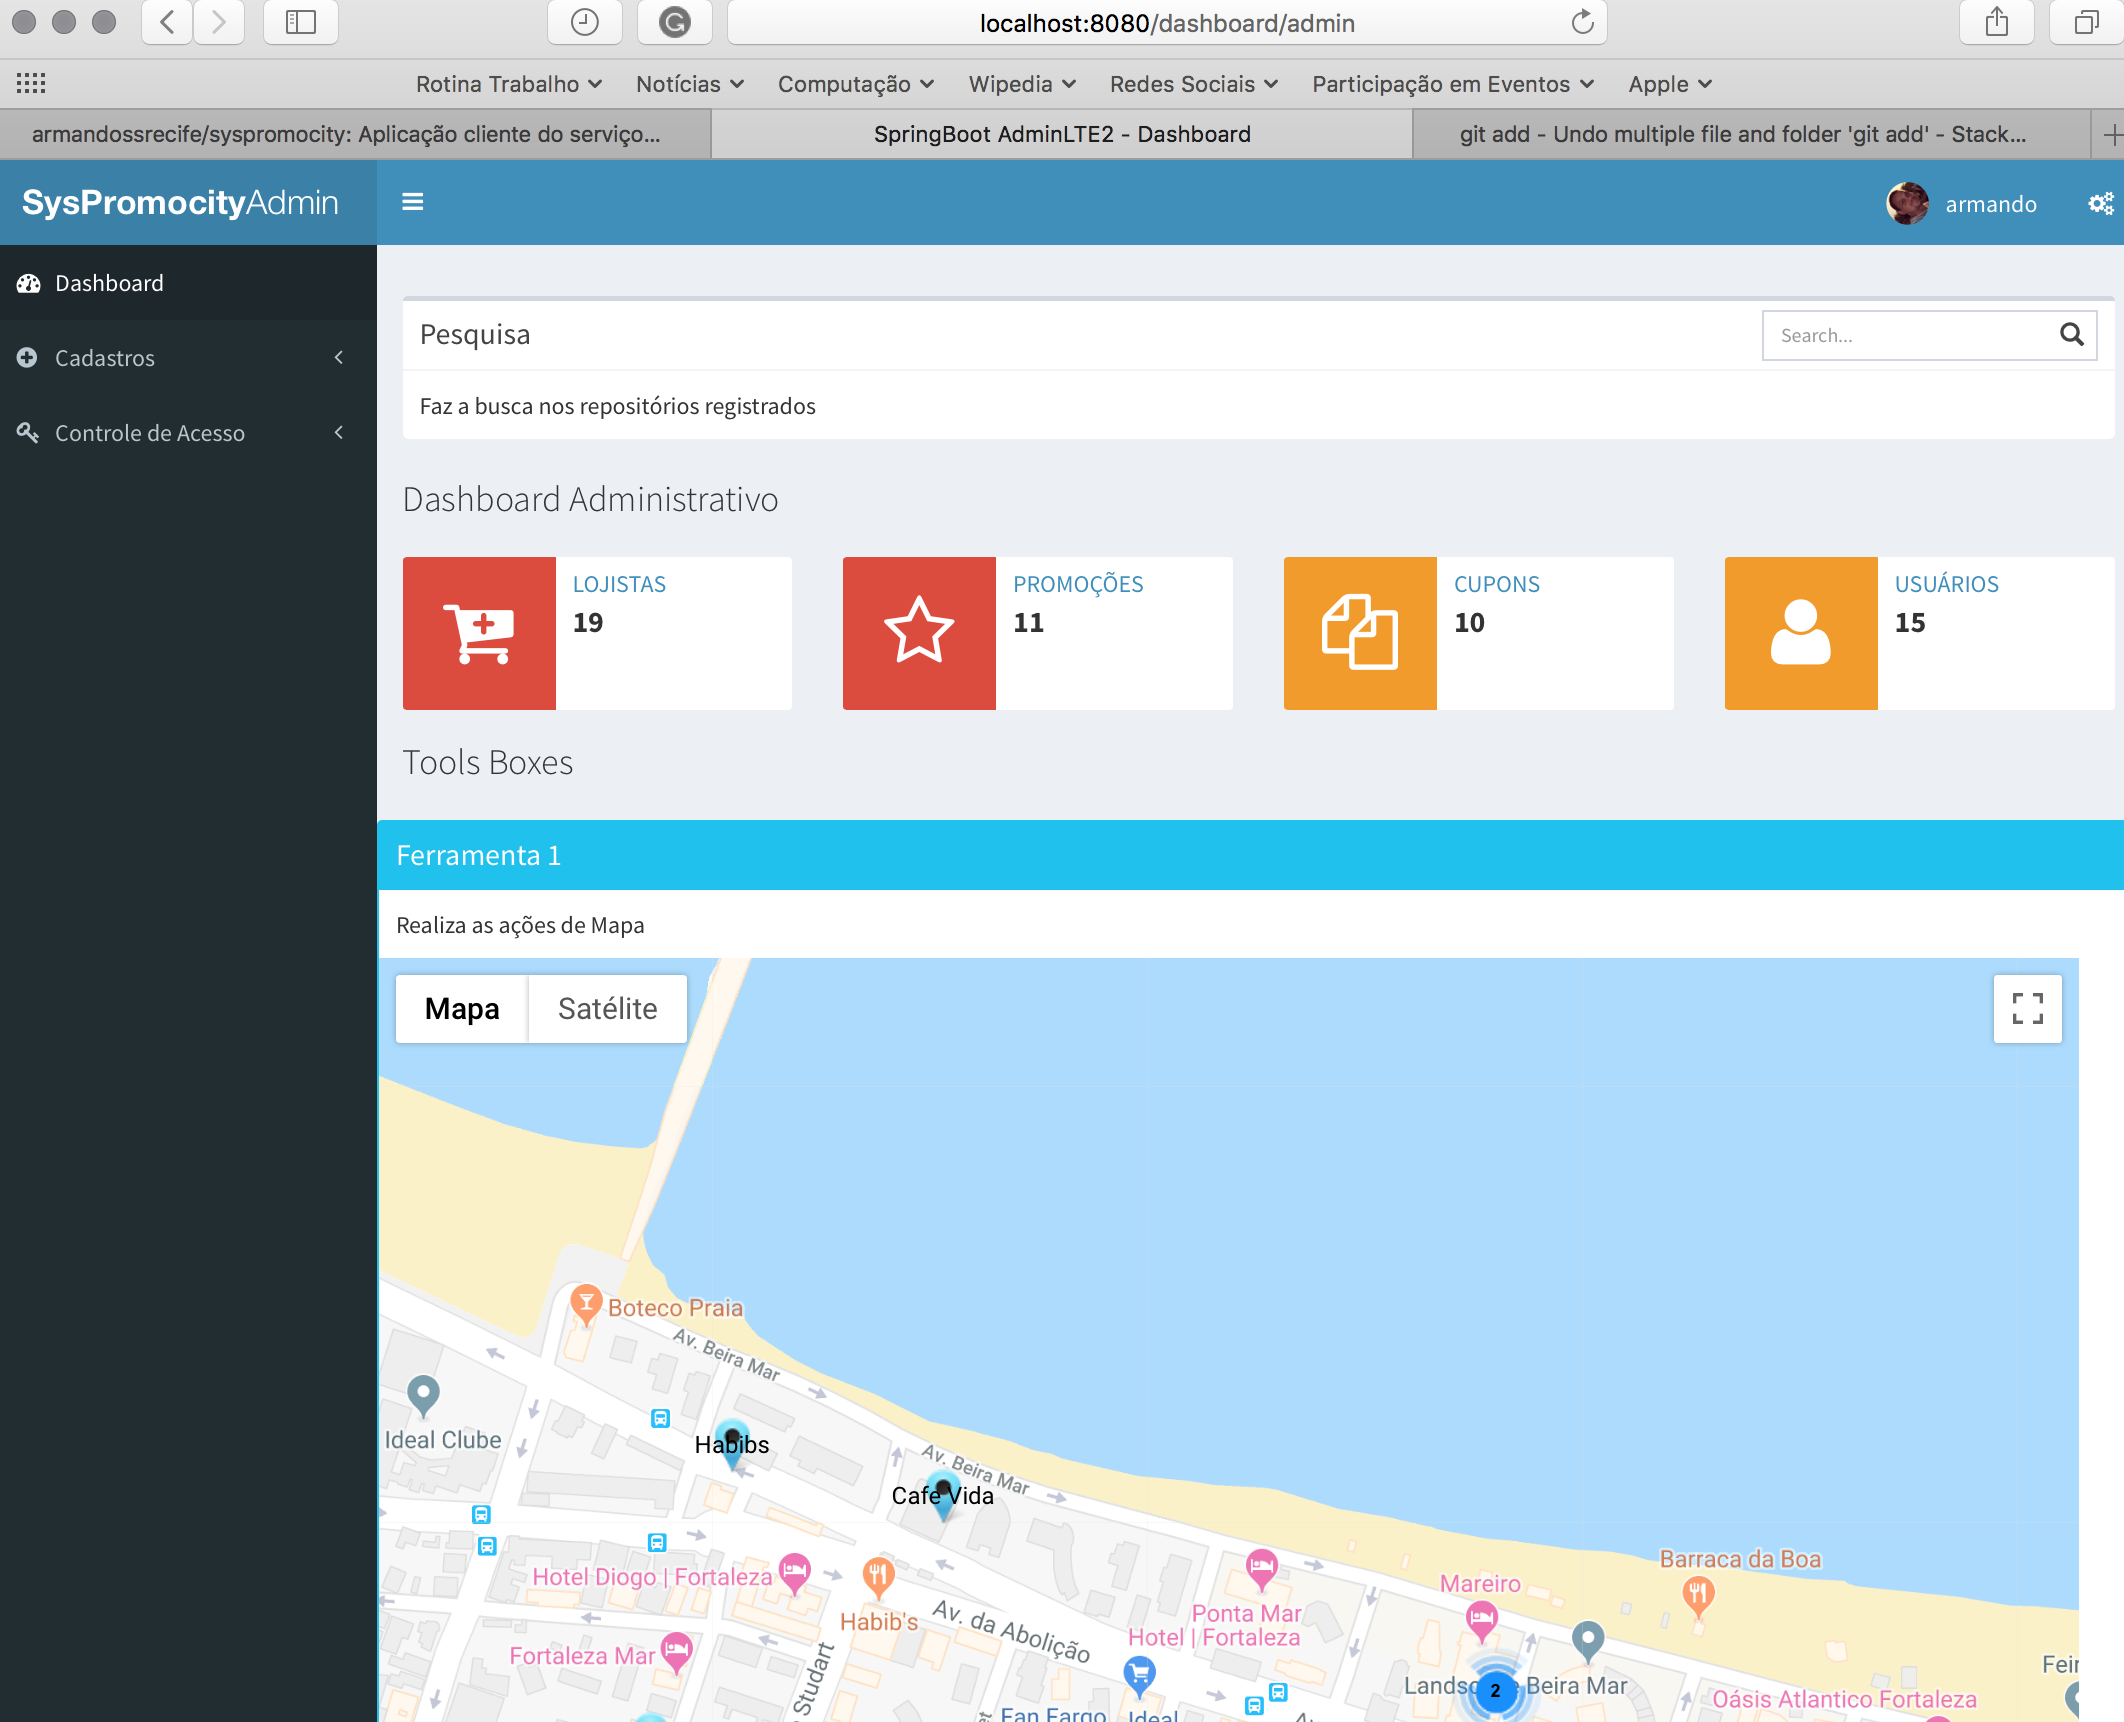 localhost:8080/dashboard/admin
Rotina Trabalho Notícias Computação Wipedia Redes Sociais Participação em Eventos Apple
armandossrecife/syspromocity: Aplicação cliente do serviço... SpringBoot AdminLTE2 - Dashboard git add - Undo multiple file and folder 'git add' - Stack...
SysPromocityAdmin armando
Dashboard
Cadastros
Controle de Acesso
Pesquisa
Search...
Faz a busca nos repositórios registrados
Dashboard Administrativo
LOJISTAS
19
PROMOÇÕES
11
CUPONS
10
USUÁRIOS
15
Tools Boxes
Ferramenta 1
Realiza as ações de Mapa
Mapa Satélite
Boteco Praia
Av. Beira Mar
Ideal Clube
Habibs
Av. Beira Mar
Cafe Vida
Hotel Diogo | Fortaleza
Habib's
Av. da Abolição
Fortaleza Mar
Studart
Ponta Mar
Hotel | Fortaleza
Mareiro
Barraca da Boa
2
Beira Mar
Oásis Atlantico Fortaleza
Feir
Fan Fargo
Ideal